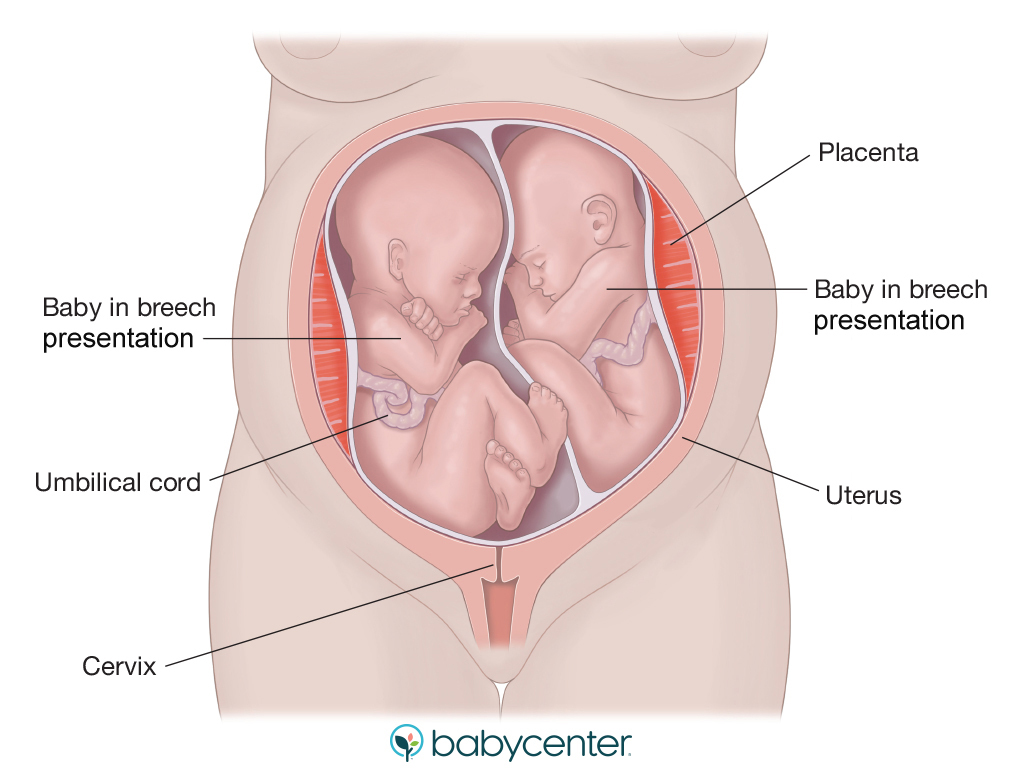 Placenta
Baby in breech
presentation
Baby in breech
presentation
Umbilical cord
Uterus
Cervix
babycenter